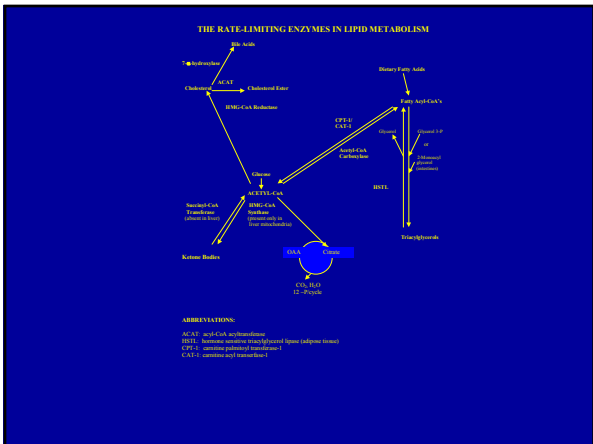 THE RATE-LIMITING ENZYMES IN LIPID METABOLISM
Bile Acids
7-α-hydroxylase
ACAT
Cholesterol
Cholesterol Ester
HMG-CoA Reductase
Dietary Fatty Acids
Fatty Acyl-CoA's
CPT-1/
CAT-1
Glycerol
Glycerol 3-P
or
2-Monoacyl
glycerol
(intestines)
Acetyl-CoA
Carboxylase
HSTL
Glucose
ACETYL-CoA
Succinyl-CoA
Transferase
(absent in liver)
HMG-CoA
Synthase
(present only in
liver mitochondria)
Triacylglycerols
Ketone Bodies
OAA
Citrate
CO2, H2O
12 ~P/cycle
ABBREVIATIONS:
ACAT: acyl-CoA acyltransferase
HSTL: hormone sensitive triacylglycerol lipase (adipose tissue)
CPT-1: carnitine palmitoyl transferase-1
CAT-1: carnitine acyl transferase-1